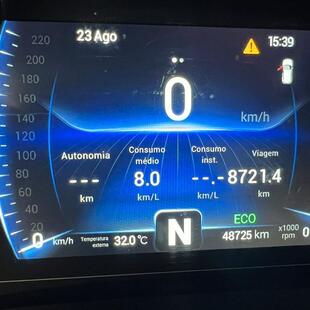 220
23 Ago
15:39
200
180
160
0
140
km/h
120
Autonomia
Consumo médio
Consumo inst.
Viagem
100
80
---
8.0
--.-
8721.4
60
km
km/L
km/L
km
40
20
ECO
0 km/h
Temperatura externa
32.0 °C
N
48725 km
x1000 rpm
0